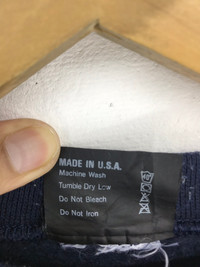 MADE IN U.S.A.
Machine Wash
Tumble Dry Low
Do Not Bleach
Do Not Iron